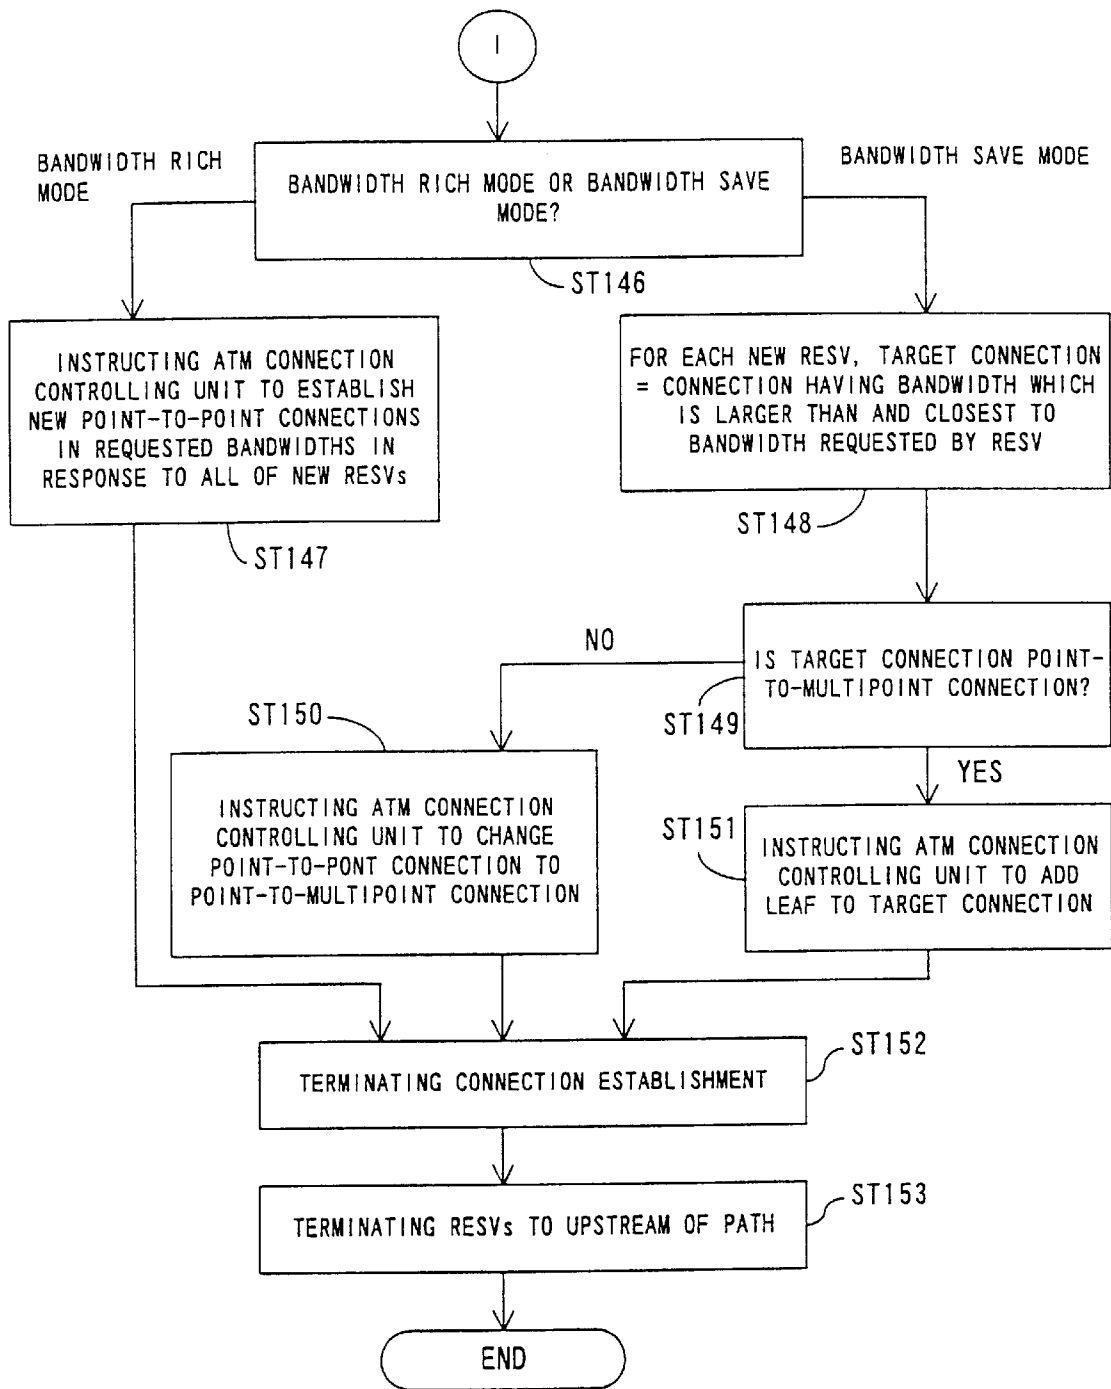 I
BANDWIDTH RICH
MODE
BANDWIDTH SAVE MODE
BANDWIDTH RICH MODE OR BANDWIDTH SAVE
MODE?
ST146
INSTRUCTING ATM CONNECTION
CONTROLLING UNIT TO ESTABLISH
NEW POINT-TO-POINT CONNECTIONS
IN REQUESTED BANDWIDTHS IN
RESPONSE TO ALL OF NEW RESVs
ST147
FOR EACH NEW RESV, TARGET CONNECTION
= CONNECTION HAVING BANDWIDTH WHICH
IS LARGER THAN AND CLOSEST TO
BANDWIDTH REQUESTED BY RESV
ST148
NO
IS TARGET CONNECTION POINT-
TO-MULTIPOINT CONNECTION?
ST149
YES
ST150
INSTRUCTING ATM CONNECTION
CONTROLLING UNIT TO CHANGE
POINT-TO-PONT CONNECTION TO
POINT-TO-MULTIPOINT CONNECTION
ST151
INSTRUCTING ATM CONNECTION
CONTROLLING UNIT TO ADD
LEAF TO TARGET CONNECTION
TERMINATING CONNECTION ESTABLISHMENT
ST152
TERMINATING RESVs TO UPSTREAM OF PATH
ST153
END